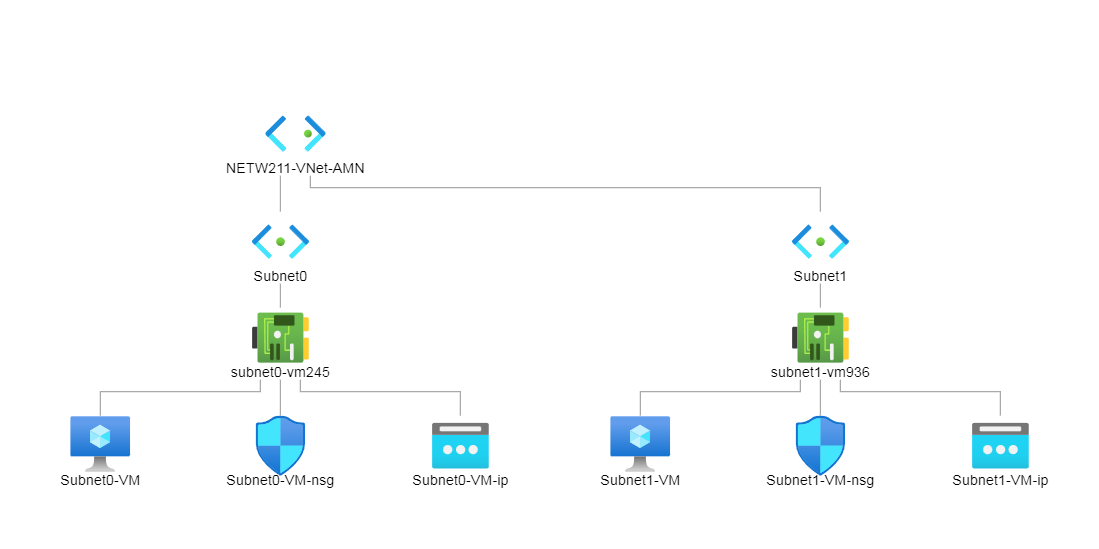 NETW211-VNet-AMN
Subnet0
Subnet1
subnet0-vm245
subnet1-vm936
Subnet0-VM
Subnet0-VM-nsg
Subnet0-VM-ip
Subnet1-VM
Subnet1-VM-nsg
Subnet1-VM-ip